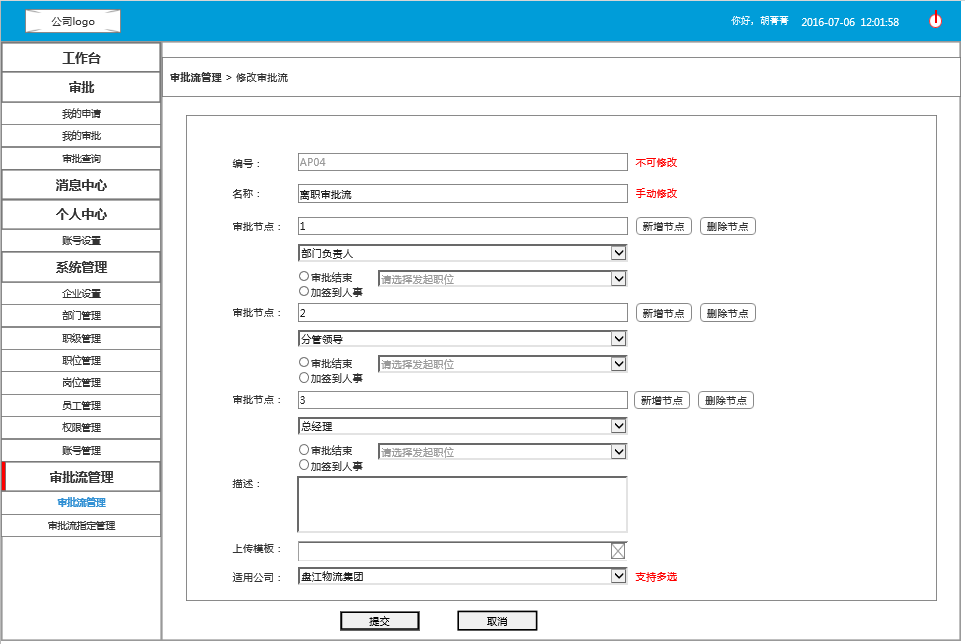 公司logo
你好，胡菁菁 2016-07-06 12:01:58
工作台
审批
我的申请
我的审批
审批查询
消息中心
个人中心
账号设置
系统管理
企业设置
部门管理
职级管理
职位管理
岗位管理
员工管理
权限管理
账号管理
审批流管理
审批流管理
审批流指定管理
审批流管理 > 修改审批流
编号： AP04 不可修改
名称： 离职审批流 手动修改
审批节点： 1 新增节点 删除节点
部门负责人
审批结束 请选择发起职位
加签到人事
审批节点： 2 新增节点 删除节点
分管领导
审批结束 请选择发起职位
加签到人事
审批节点： 3 新增节点 删除节点
总经理
审批结束 请选择发起职位
加签到人事
描述：
上传模板：
适用公司： 盘江物流集团 支持多选
提交 取消